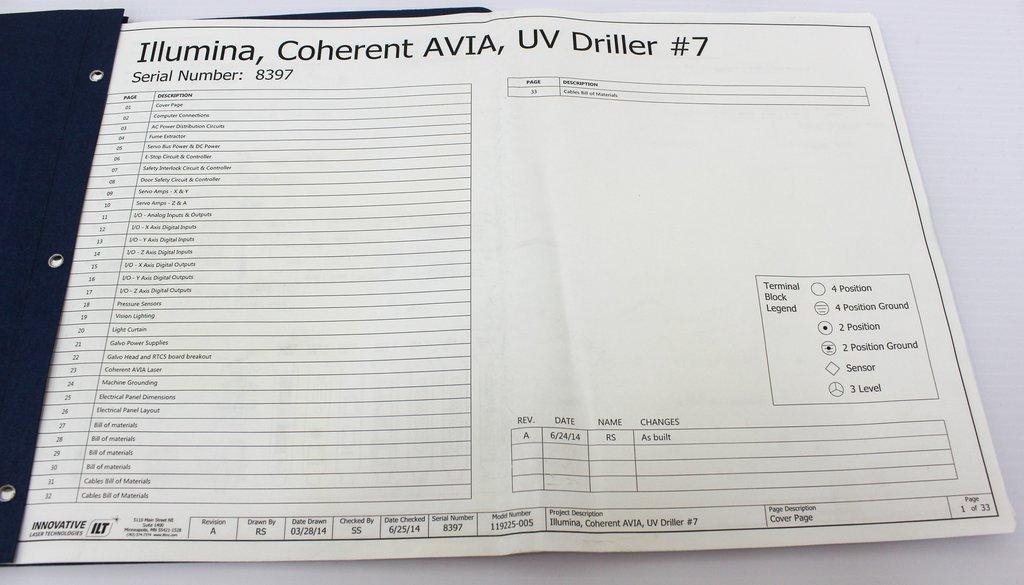 Illumina, Coherent AVIA, UV Driller #7
Serial Number: 8397
PAGE DESCRIPTION
01 Cover Page
02 Computer Connections
03 AC Power Distribution Circuits
04 Fume Extractor
05 Servo Bus Power & DC Power
06 E-Stop Circuit & Controller
07 Safety Interlock Circuit & Controller
08 Door Safety Circuit & Controller
09 Servo Amps - X & Y
10 Servo Amps - Z & A
11 I/O - Analog Inputs & Outputs
12 I/O - X Axis Digital Inputs
13 I/O - Y Axis Digital Inputs
14 I/O - Z Axis Digital Inputs
15 I/O - X Axis Digital Outputs
16 I/O - Y Axis Digital Outputs
17 I/O - Z Axis Digital Outputs
18 Pressure Sensors
19 Vision Lighting
20 Light Curtain
21 Galvo Power Supplies
22 Galvo Head and RTC5 board breakout
23 Coherent AVIA Laser
24 Machine Grounding
25 Electrical Panel Dimensions
26 Electrical Panel Layout
27 Bill of materials
28 Bill of materials
29 Bill of materials
30 Bill of materials
31 Cables Bill of Materials
32 Cables Bill of Materials
PAGE DESCRIPTION
33 Cables Bill of Materials
Terminal Block Legend
4 Position
4 Position Ground
2 Position
2 Position Ground
Sensor
3 Level
REV. DATE NAME CHANGES
A 6/24/14 RS As built
INNOVATIVE
LASER TECHNOLOGIES
ILT
Suite 1400
Revision
A
Drawn By
RS
Date Drawn
03/28/14
Checked By
SS
Date Checked
6/25/14
Serial Number
8397
Model Number
119225-005
Project Description
Illumina, Coherent AVIA, UV Driller #7
Page Description
Cover Page
Page
1 of 33